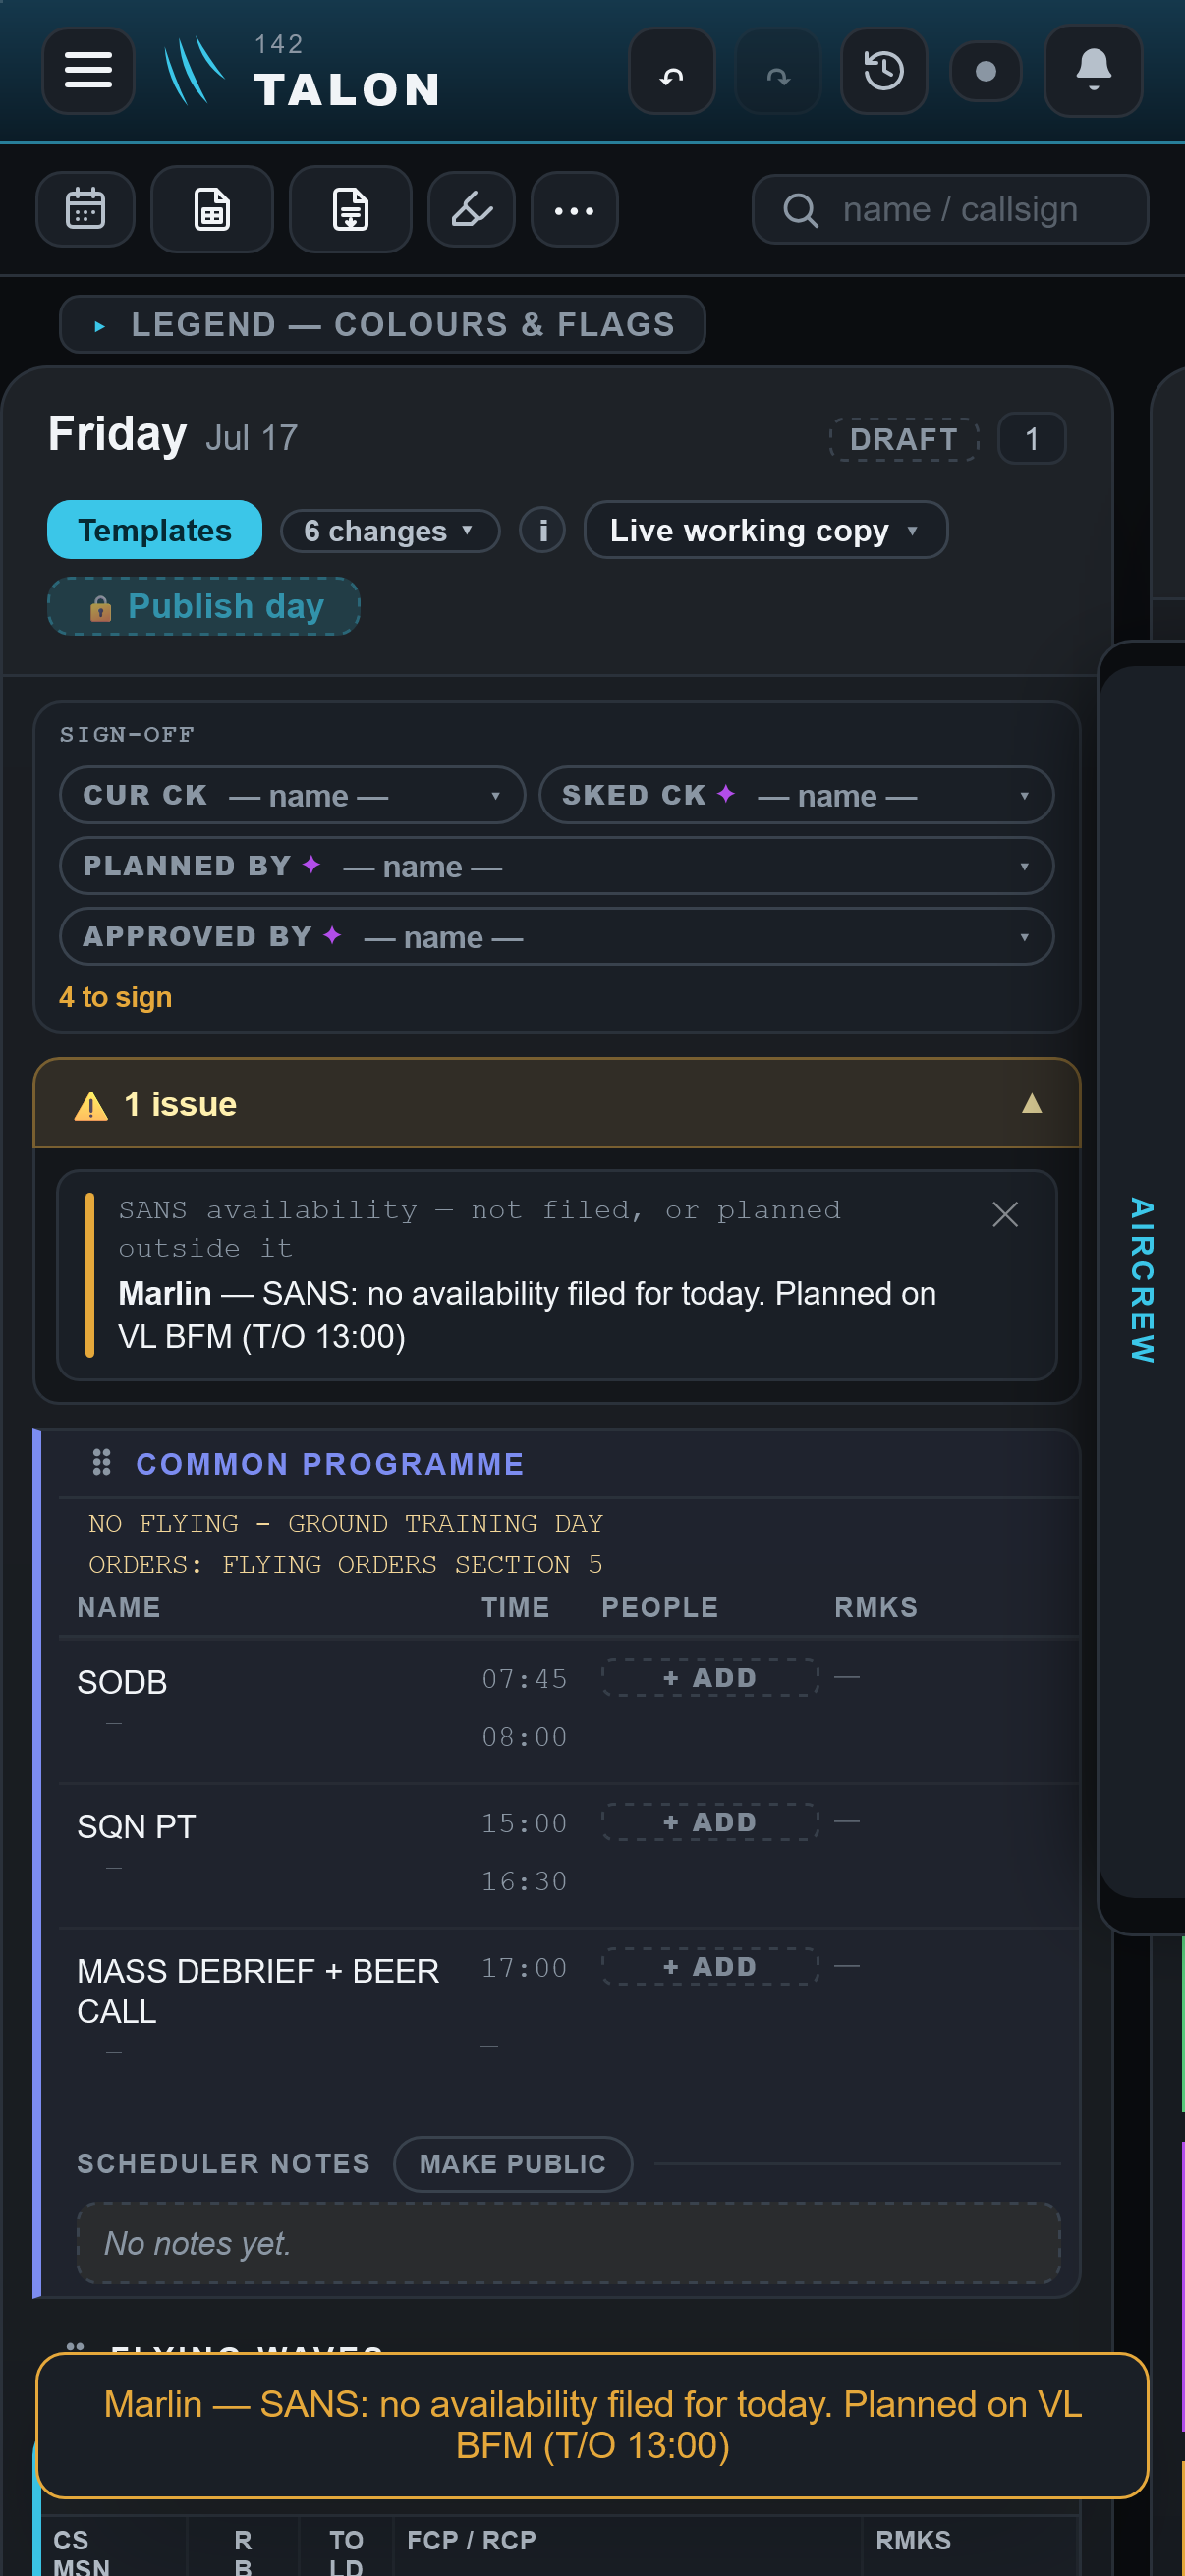 142
TALON
name / callsign
▸ LEGEND — COLOURS & FLAGS
Friday Jul 17 DRAFT 1
Templates 6 changes ▾ i Live working copy ▾
Publish day
SIGN-OFF
CUR CK — name — ▾ SKED CK ✦ — name — ▾
PLANNED BY ✦ — name — ▾
APPROVED BY ✦ — name — ▾
4 to sign
⚠ 1 issue ▲
SANS availability — not filed, or planned
outside it
Marlin — SANS: no availability filed for today. Planned on
VL BFM (T/O 13:00)
AIRCREW
COMMON PROGRAMME
NO FLYING - GROUND TRAINING DAY
ORDERS: FLYING ORDERS SECTION 5
NAME TIME PEOPLE RMKS
SODB 07:45 + ADD —
— 08:00
SQN PT 15:00 + ADD —
— 16:30
MASS DEBRIEF + BEER 17:00 + ADD —
CALL
— —
SCHEDULER NOTES MAKE PUBLIC
No notes yet.
FLYING WAVES
Marlin — SANS: no availability filed for today. Planned on VL
BFM (T/O 13:00)
CS R TO FCP / RCP RMKS
MSN B LD